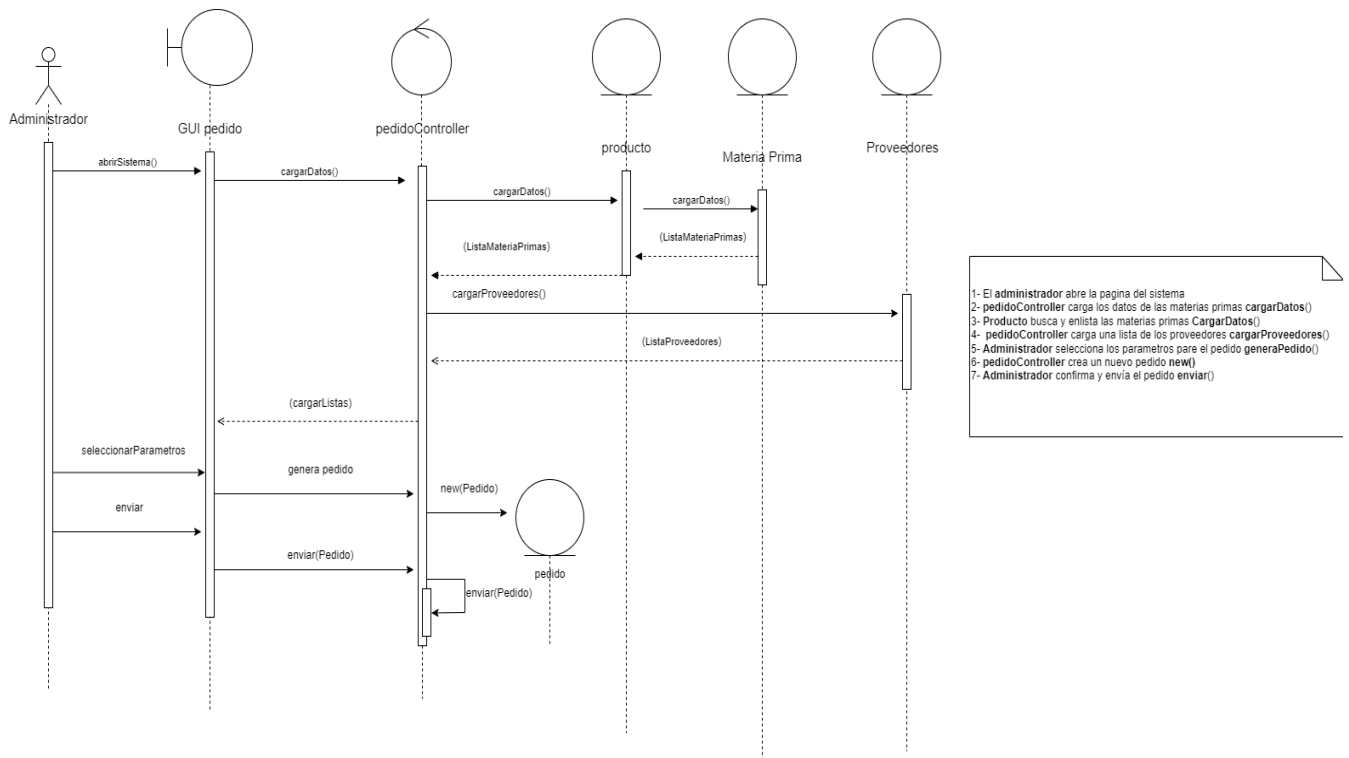 Administrador
GUI pedido
pedidoController
producto
Materia Prima
Proveedores
abrirSistema()
cargarDatos()
cargarDatos()
cargarDatos()
(ListaMateriaPrimas)
(ListaMateriaPrimas)
cargarProveedores()
(ListaProveedores)
(cargarListas)
seleccionarParametros
genera pedido
new(Pedido)
enviar
enviar(Pedido)
pedido
enviar(Pedido)
1- El administrador abre la pagina del sistema
2- pedidoController carga los datos de las materias primas cargarDatos()
3- Producto busca y enlista las materias primas CargarDatos()
4- pedidoController carga una lista de los proveedores cargarProveedores()
5- Administrador selecciona los parametros pare el pedido generaPedido()
6- pedidoController crea un nuevo pedido new()
7- Administrador confirma y envía el pedido enviar()